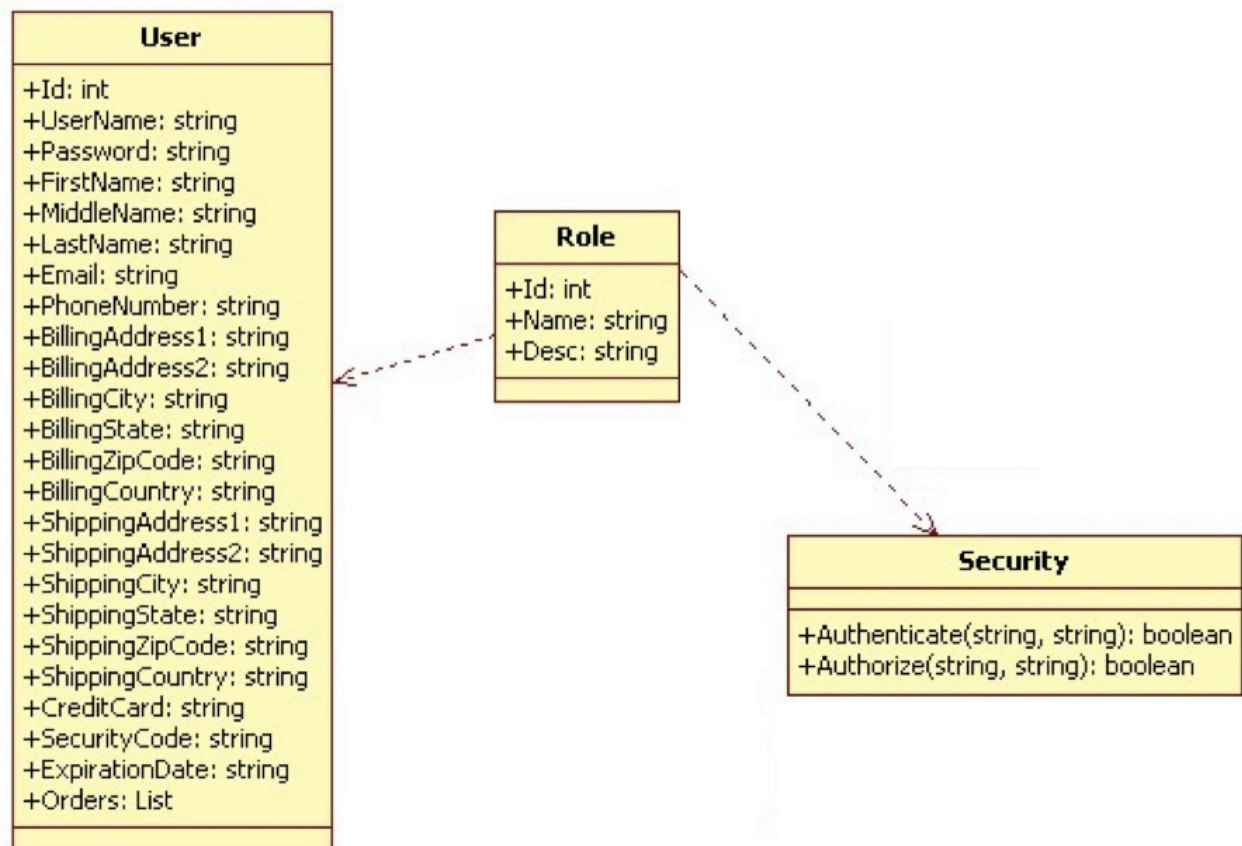 User
+Id: int
+UserName: string
+Password: string
+FirstName: string
+MiddleName: string
+LastName: string
+Email: string
+PhoneNumber: string
+BillingAddress1: string
+BillingAddress2: string
+BillingCity: string
+BillingState: string
+BillingZipCode: string
+BillingCountry: string
+ShippingAddress1: string
+ShippingAddress2: string
+ShippingCity: string
+ShippingState: string
+ShippingZipCode: string
+ShippingCountry: string
+CreditCard: string
+SecurityCode: string
+ExpirationDate: string
+Orders: List
Role
+Id: int
+Name: string
+Desc: string
Security
+Authenticate(string, string): boolean
+Authorize(string, string): boolean